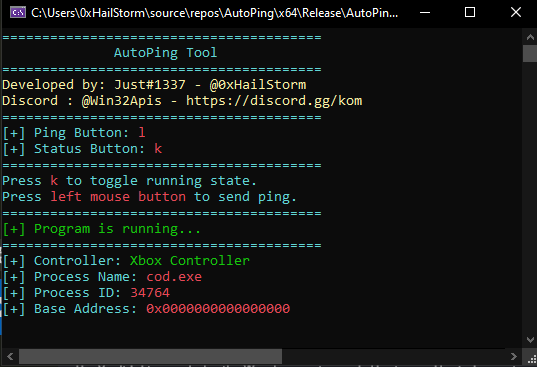 C:\Users\0xHailStorm\source\repos\AutoPing\x64\Release\AutoPin...
========================================
AutoPing Tool
========================================
Developed by: Just#1337 - @0xHailStorm
Discord : @Win32Apis - https://discord.gg/kom
========================================
[+] Ping Button: l
[+] Status Button: k
========================================
Press k to toggle running state.
Press left mouse button to send ping.
========================================
[+] Program is running...
========================================
[+] Controller: Xbox Controller
[+] Process Name: cod.exe
[+] Process ID: 34764
[+] Base Address: 0x0000000000000000